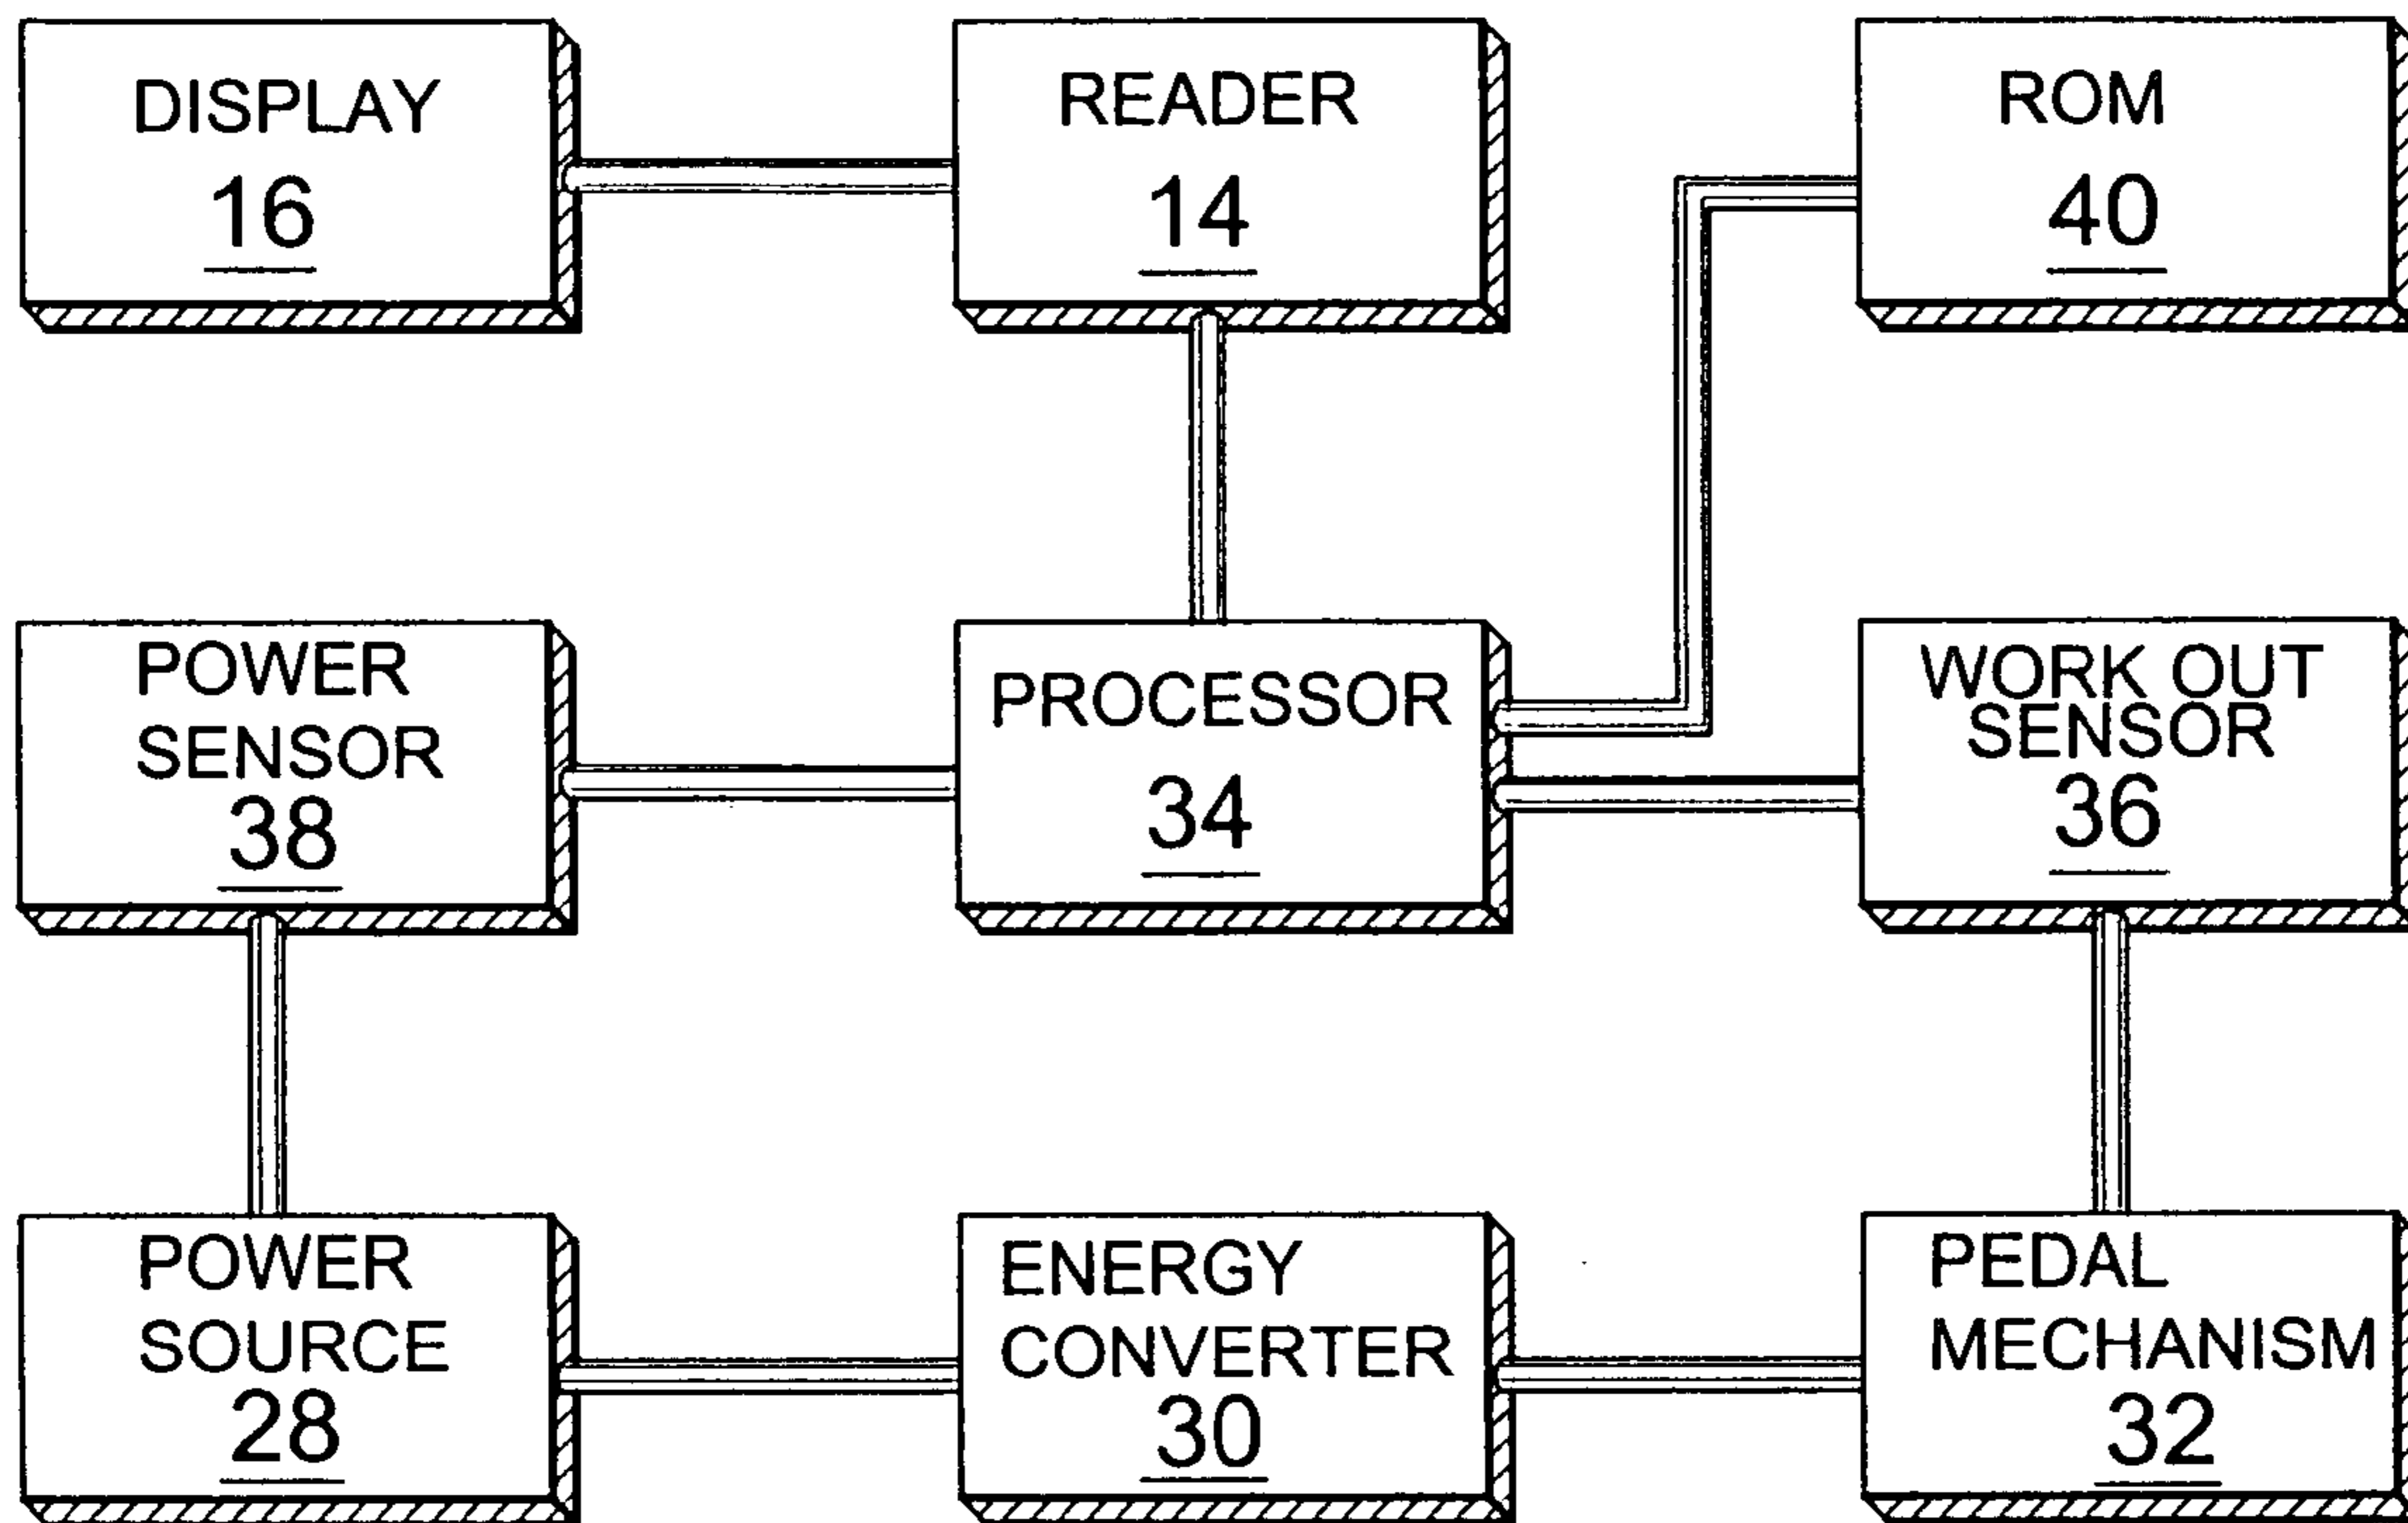 DISPLAY
16
READER
14
ROM
40
POWER
SENSOR
38
PROCESSOR
34
WORK OUT
SENSOR
36
POWER
SOURCE
28
ENERGY
CONVERTER
30
PEDAL
MECHANISM
32